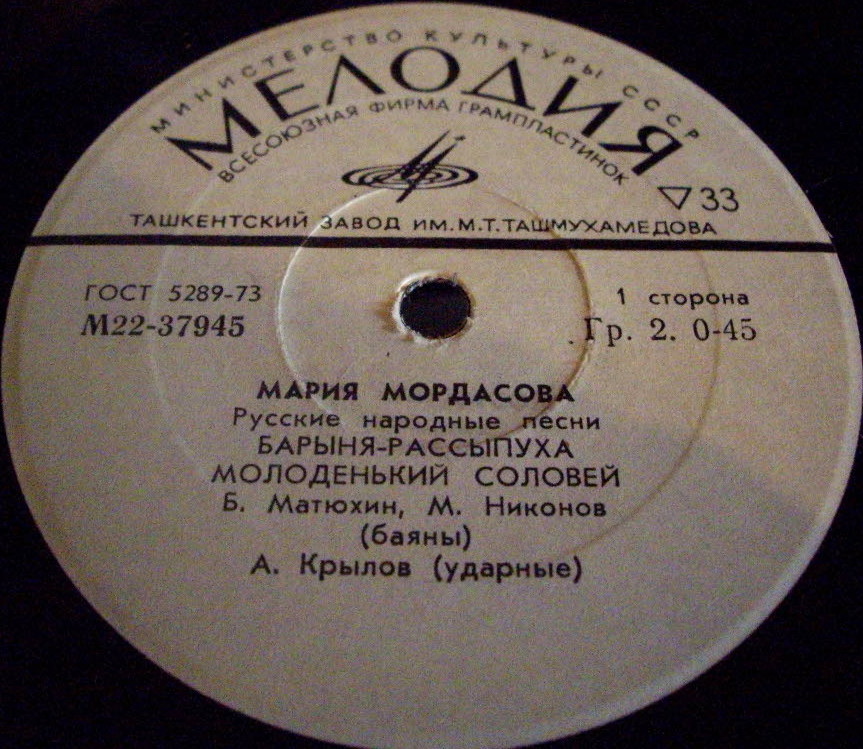 МИНИСТЕРСТВО КУЛЬТУРЫ СССР
МЕЛОДИЯ
ВСЕСОЮЗНАЯ ФИРМА ГРАМПЛАСТИНОК
33
ТАШКЕНТСКИЙ ЗАВОД ИМ.М.Т.ТАШМУХАМЕДОВА
ГОСТ 5289-73
М22-37945
1 сторона
Гр. 2. 0-45
МАРИЯ МОРДАСОВА
Русские народные песни
БАРЫНЯ-РАССЫПУХА
МОЛОДЕНЬКИЙ СОЛОВЕЙ
Б. Матюхин, М. Никонов
(баяны)
А. Крылов (ударные)